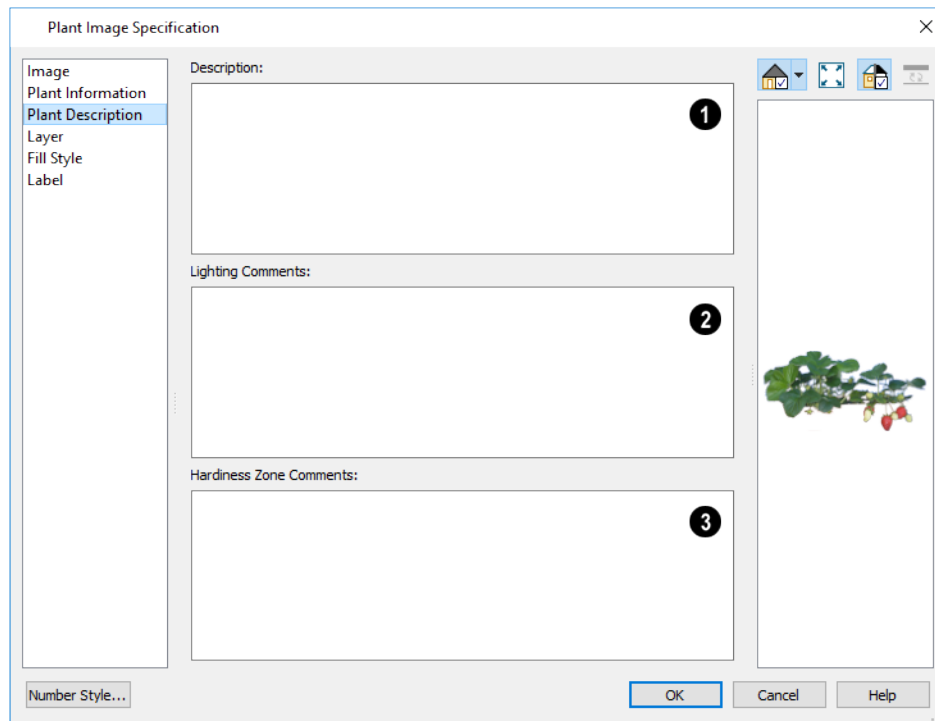 Plant Image Specification
Image
Plant Information
Plant Description
Layer
Fill Style
Label
Description:
1
Lighting Comments:
2
Hardiness Zone Comments:
3
Number Style...
OK
Cancel
Help